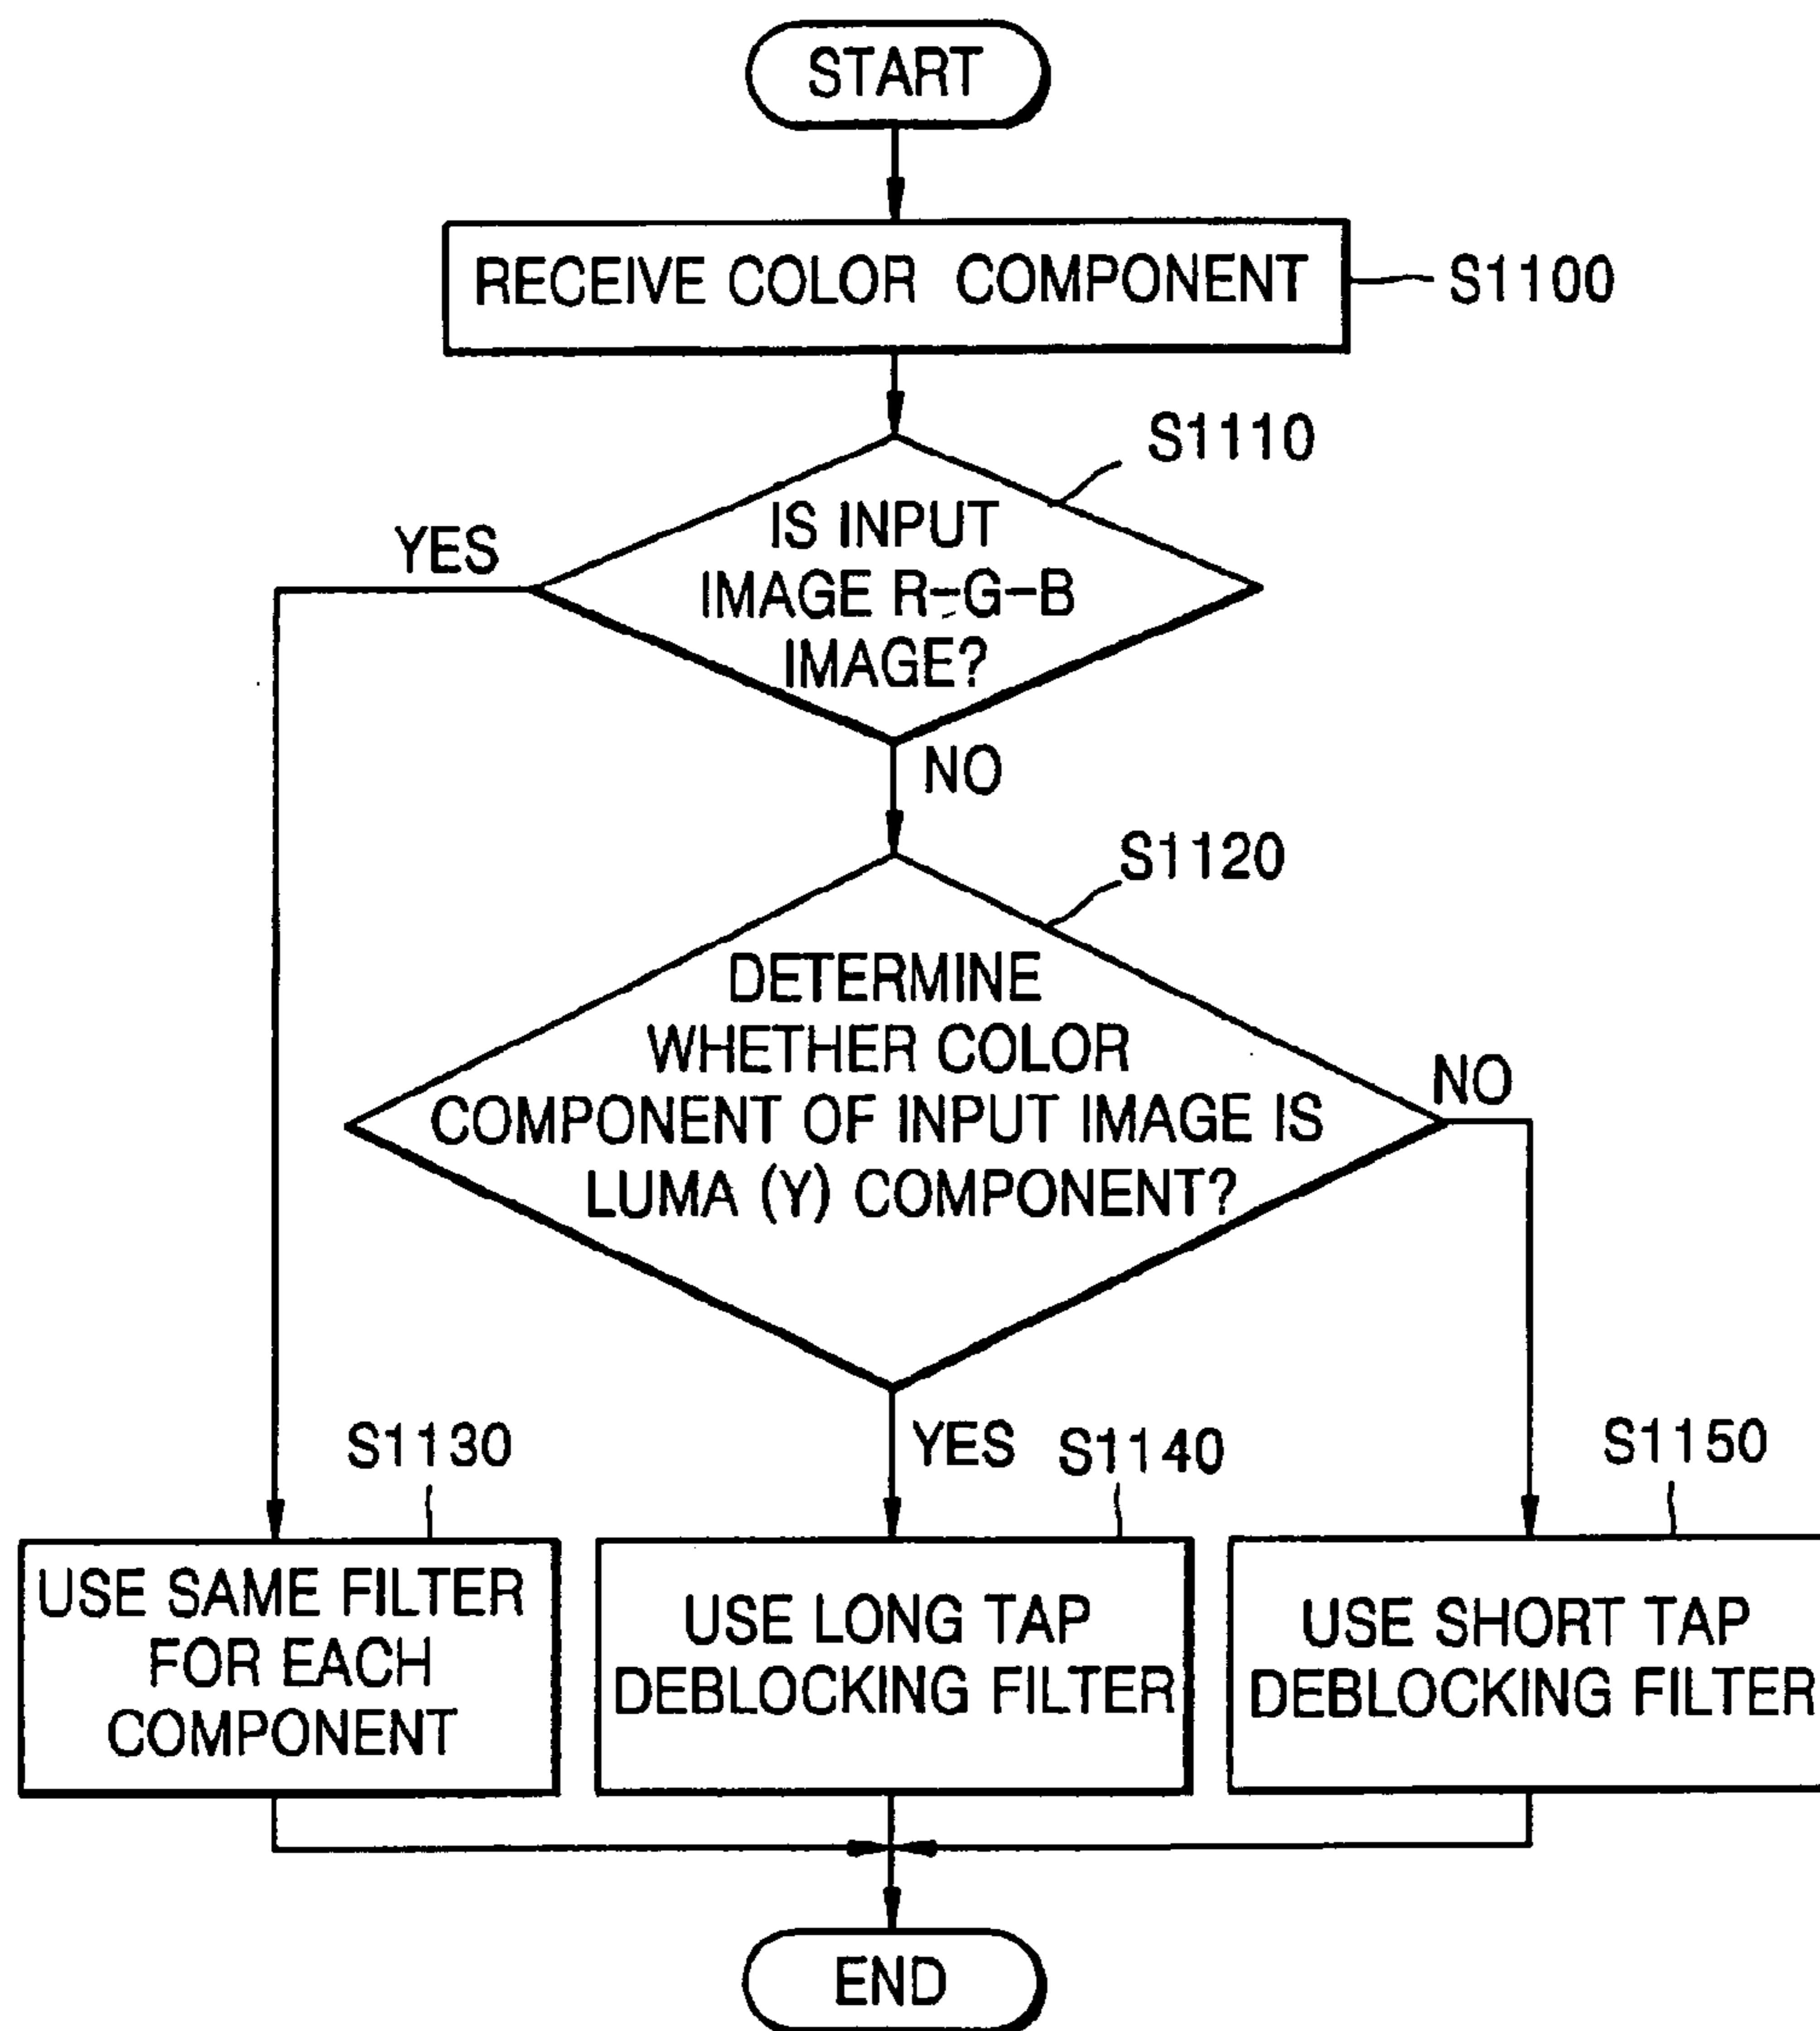 START
RECEIVE COLOR COMPONENT
S1100
S1110
IS INPUT
IMAGE R-G-B
IMAGE?
YES
NO
S1120
DETERMINE
WHETHER COLOR
COMPONENT OF INPUT IMAGE IS
LUMA (Y) COMPONENT?
NO
YES
S1130
USE SAME FILTER
FOR EACH
COMPONENT
S1140
USE LONG TAP
DEBLOCKING FILTER
S1150
USE SHORT TAP
DEBLOCKING FILTER
END